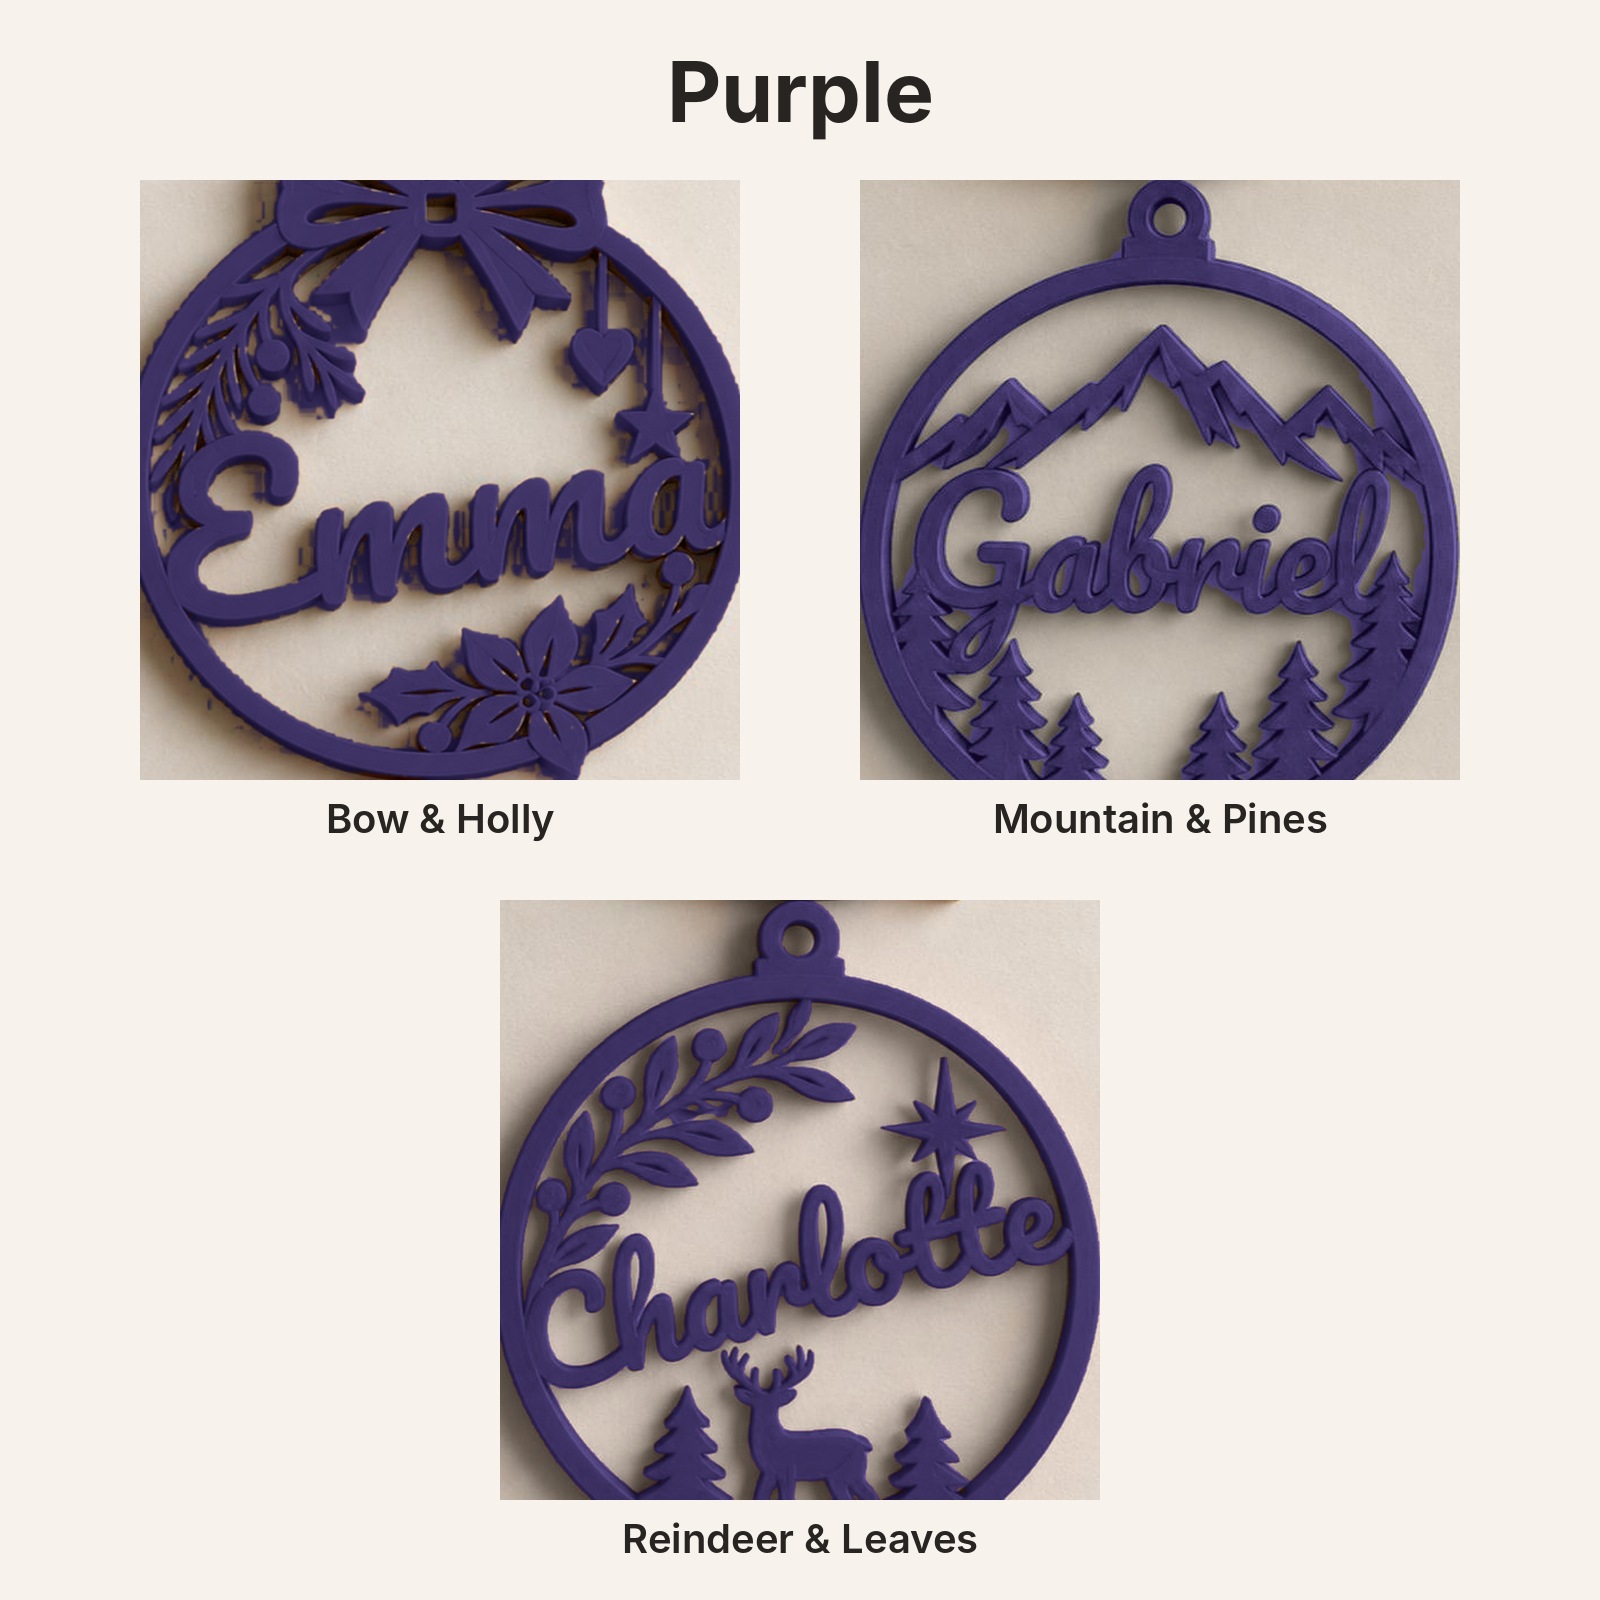 Purple
Emma
Gabriel
Bow & Holly
Mountain & Pines
Charlotte
Reindeer & Leaves